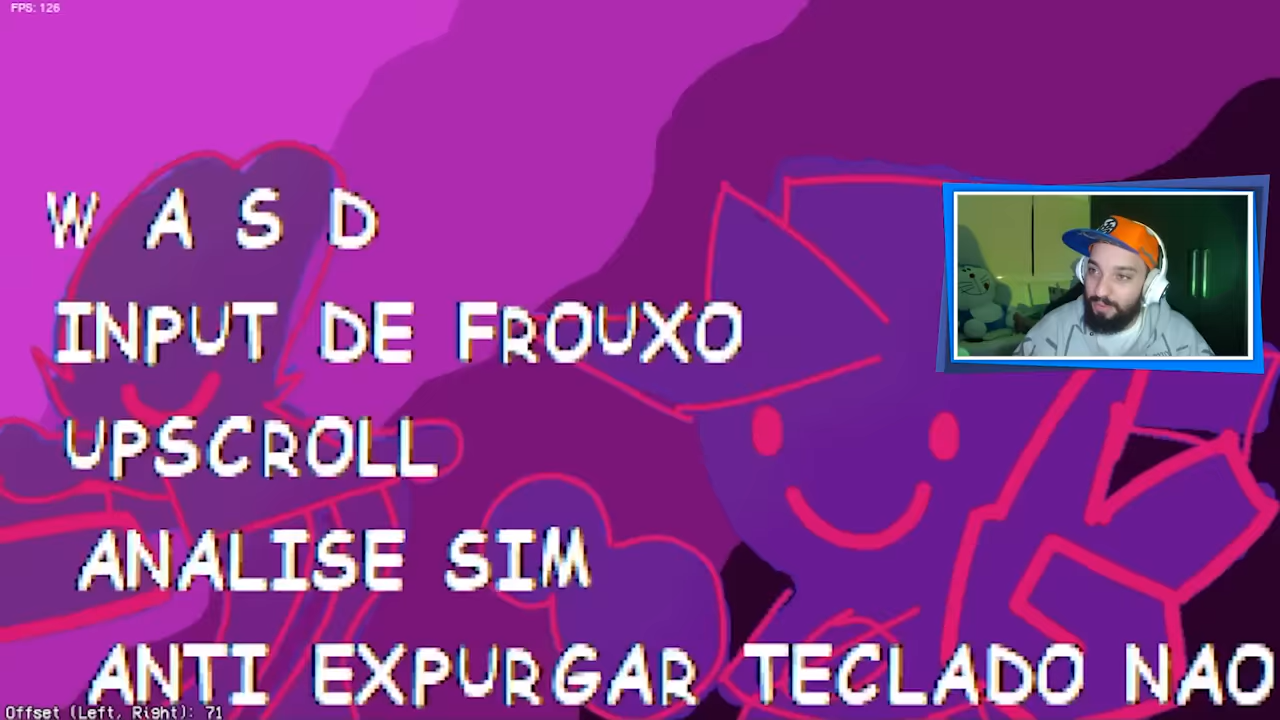 FPS: 126
W A S D
INPUT DE FROUXO
UPSCROLL
ANALISE SIM
ANTI EXPURGAR TECLADO NAO
Offset (Left, Right): 71